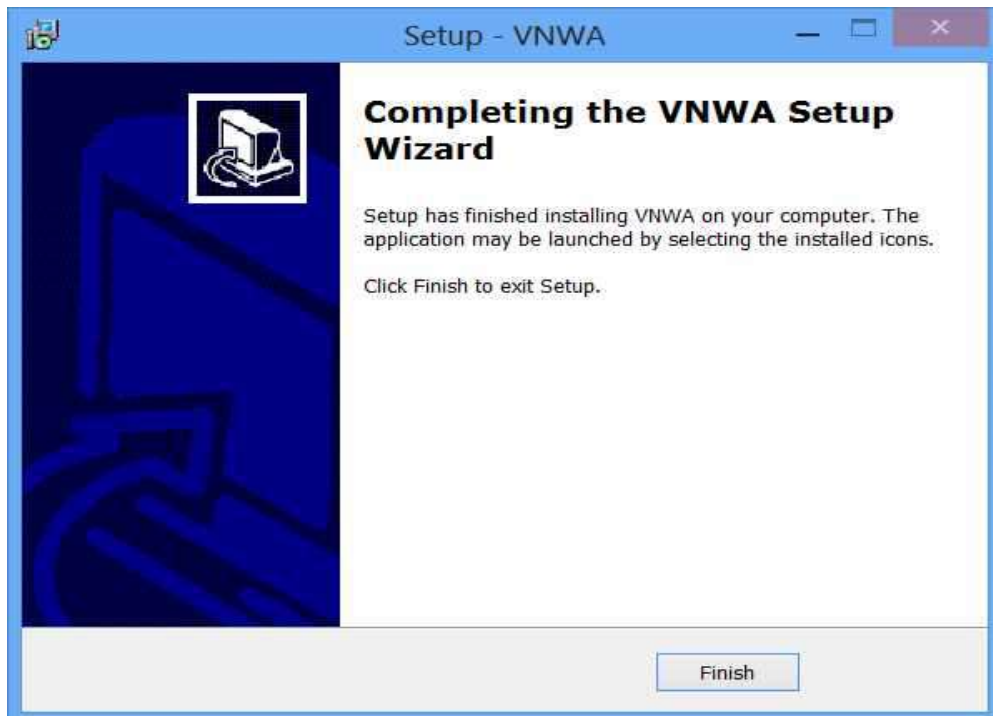 Setup - VNWA
Completing the VNWA Setup
Wizard
Setup has finished installing VNWA on your computer. The
application may be launched by selecting the installed icons.
Click Finish to exit Setup.
Finish